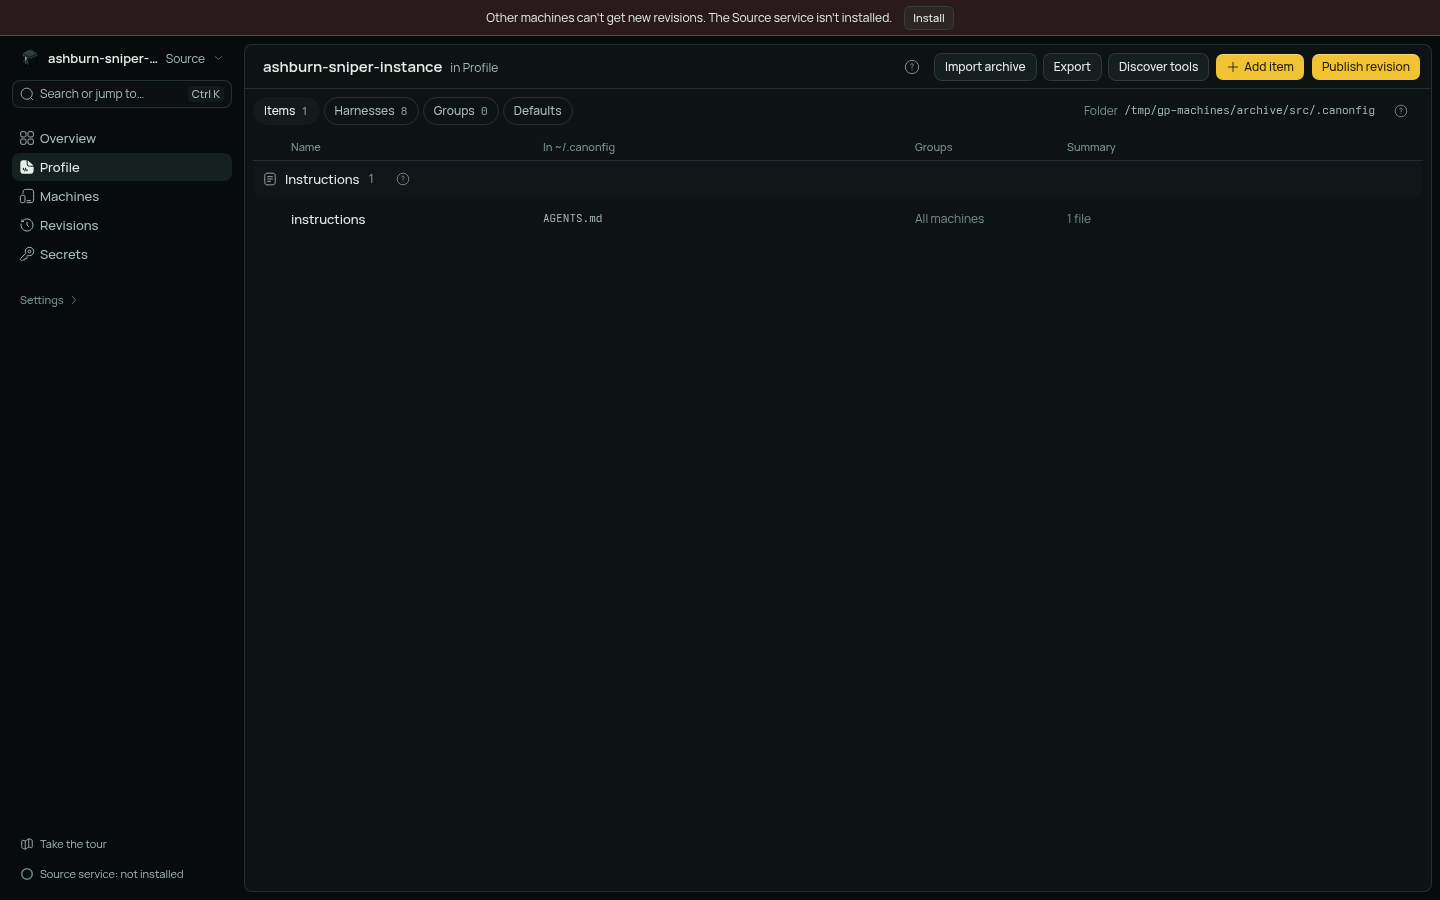 Other machines can't get new revisions. The Source service isn't installed. Install
ashburn-sniper-… Source
Search or jump to… Ctrl K
Overview
Profile
Machines
Revisions
Secrets
Settings
Take the tour
Source service: not installed
ashburn-sniper-instance in Profile
? Import archive Export Discover tools + Add item Publish revision
Items 1 Harnesses 8 Groups 0 Defaults Folder /tmp/gp-machines/archive/src/.canonfig ?
Name In ~/.canonfig Groups Summary
Instructions 1 ?
instructions AGENTS.md All machines 1 file